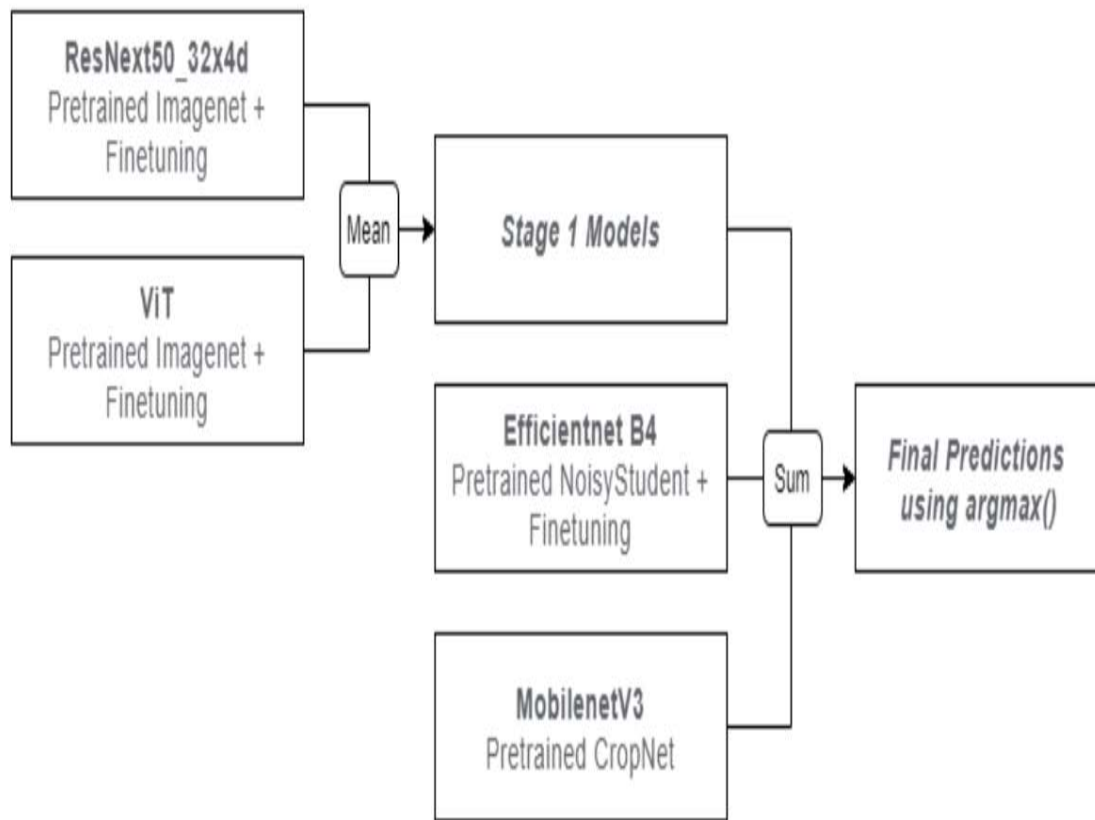 ResNext50_32x4d
Pretrained Imagenet +
Finetuning
ViT
Pretrained Imagenet +
Finetuning
Mean
Stage 1 Models
Efficientnet B4
Pretrained NoisyStudent +
Finetuning
MobilenetV3
Pretrained CropNet
Sum
Final Predictions
using argmax()